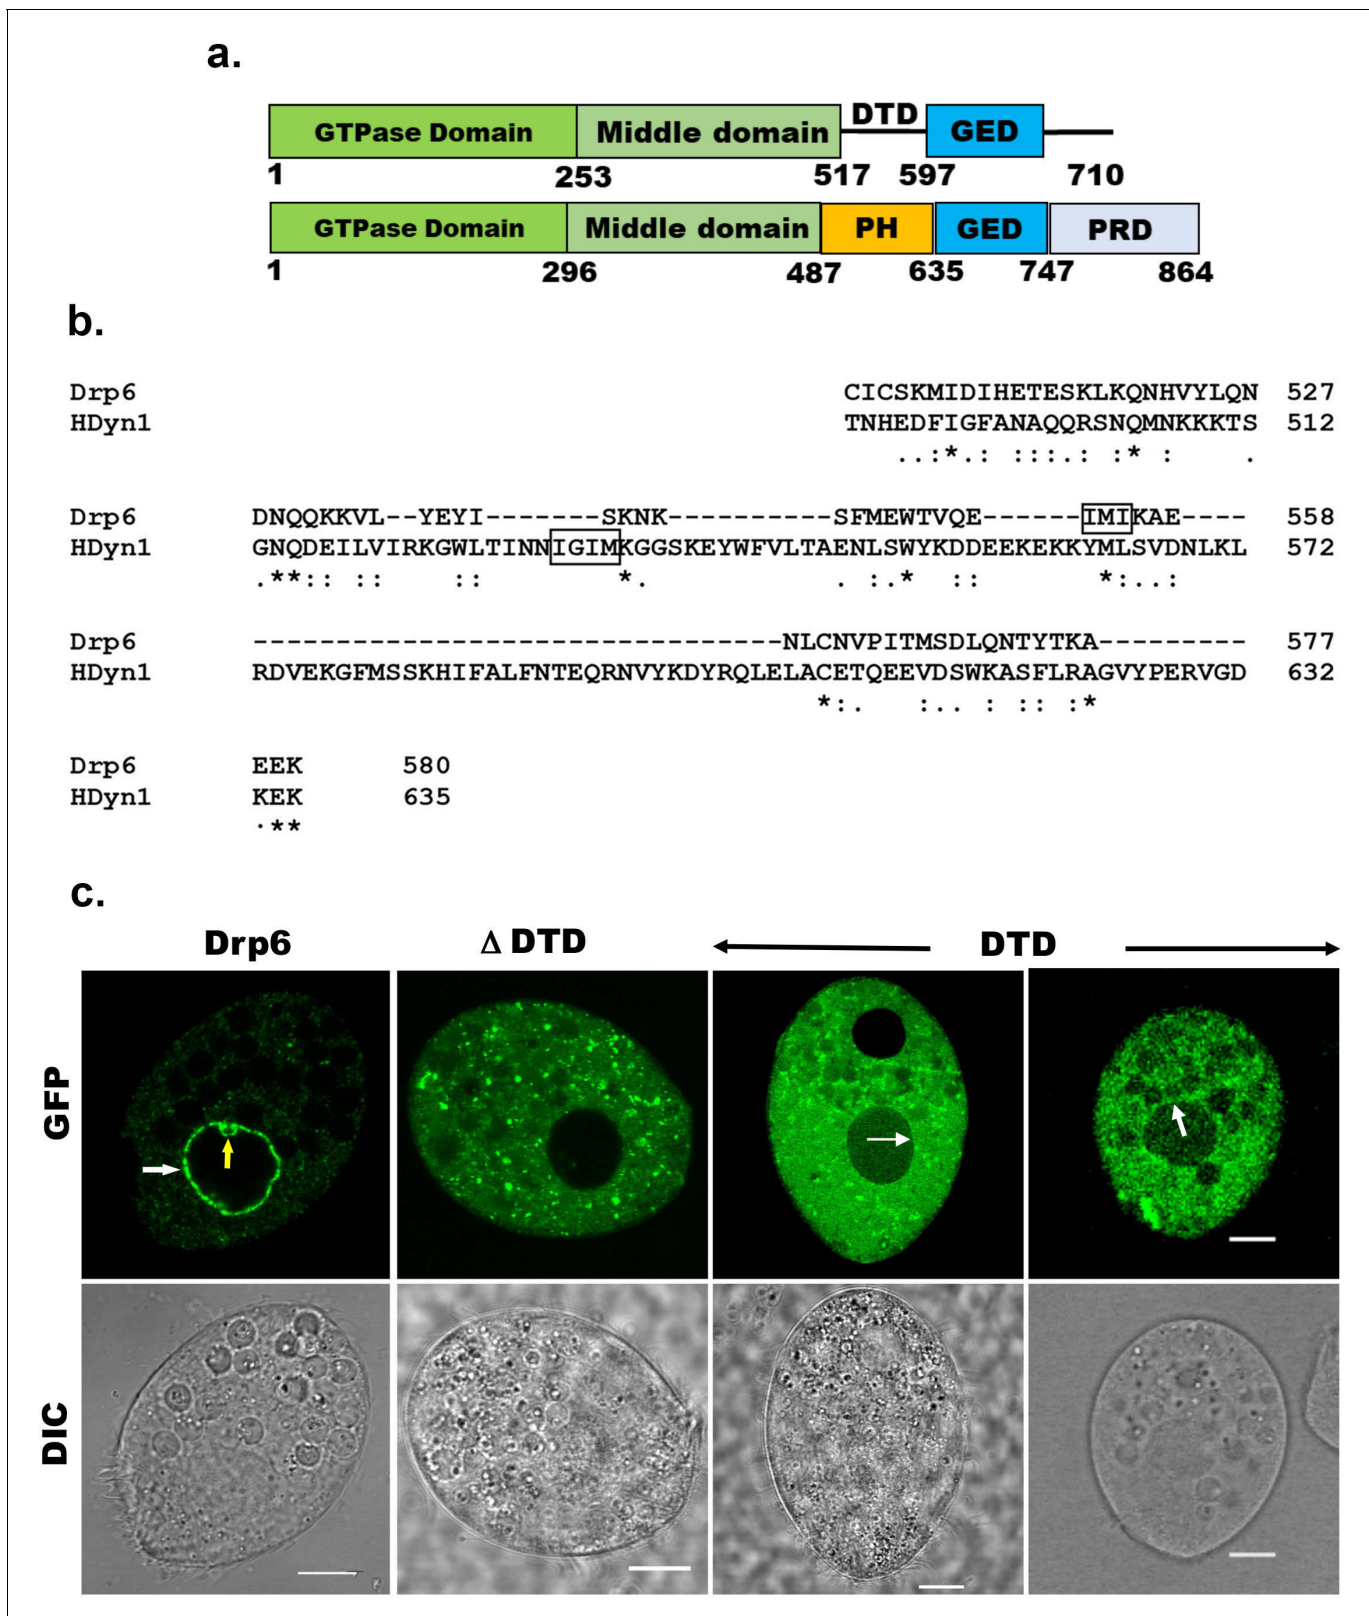 a.
DTD
GTPase Domain Middle domain GED
1 253 517 597 710
GTPase Domain Middle domain PH GED PRD
1 296 487 635 747 864
b.
Drp6 CICSKMIDIHETESKLKQNHVYLQN 527
HDyn1 TNHEDFIGFANAQQRSNQMNKKKTS 512
..:*.: :::.: :* : .
Drp6 DNQQKKVL--YEYI-------SKNK----------SFMEWTVQE------IMIKAE---- 558
HDyn1 GNQDEILVIRKGWLTINNIGIMKGGSKEYWFVLTAENLSWYKDDEEKEKKYMLSVDNLKL 572
.**:: :: :: *. . :.* :: *:..:
Drp6 --------------------------------NLCNVPITMSDLQNTYTKA--------- 577
HDyn1 RDVEKGFMSSKHIFALFNTEQRNVYKDYRQLELACETQEEVDSWKASFLRAGVYPERVGD 632
*:. :.. : :: :*
Drp6 EEK 580
HDyn1 KEK 635
.**
c.
Drp6 Δ DTD DTD
GFP
DIC